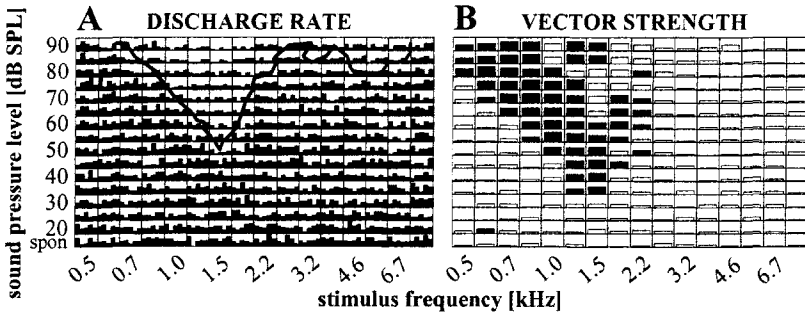 A DISCHARGE RATE
B VECTOR STRENGTH
sound pressure level [dB SPL]
90
80
70
60
50
40
30
20
spon
0.5 0.7 1.0 1.5 2.2 3.2 4.6 6.7
0.5 0.7 1.0 1.5 2.2 3.2 4.6 6.7
stimulus frequency [kHz]